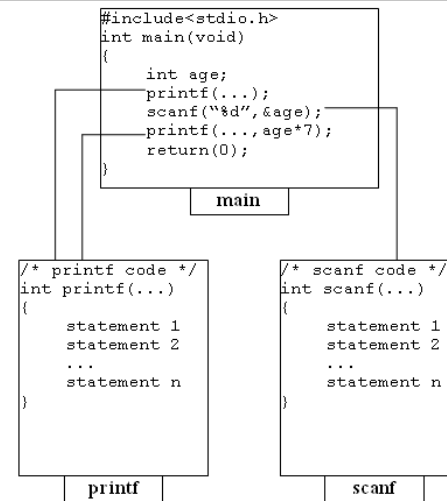 #include<stdio.h>
int main(void)
{
int age;
printf(...);
scanf(“%d”,&age);
printf(...,age*7);
return(0);
}
main
/* printf code */
int printf(...)
{
statement 1
statement 2
...
statement n
}
printf
/* scanf code */
int scanf(...)
{
statement 1
statement 2
...
statement n
}
scanf